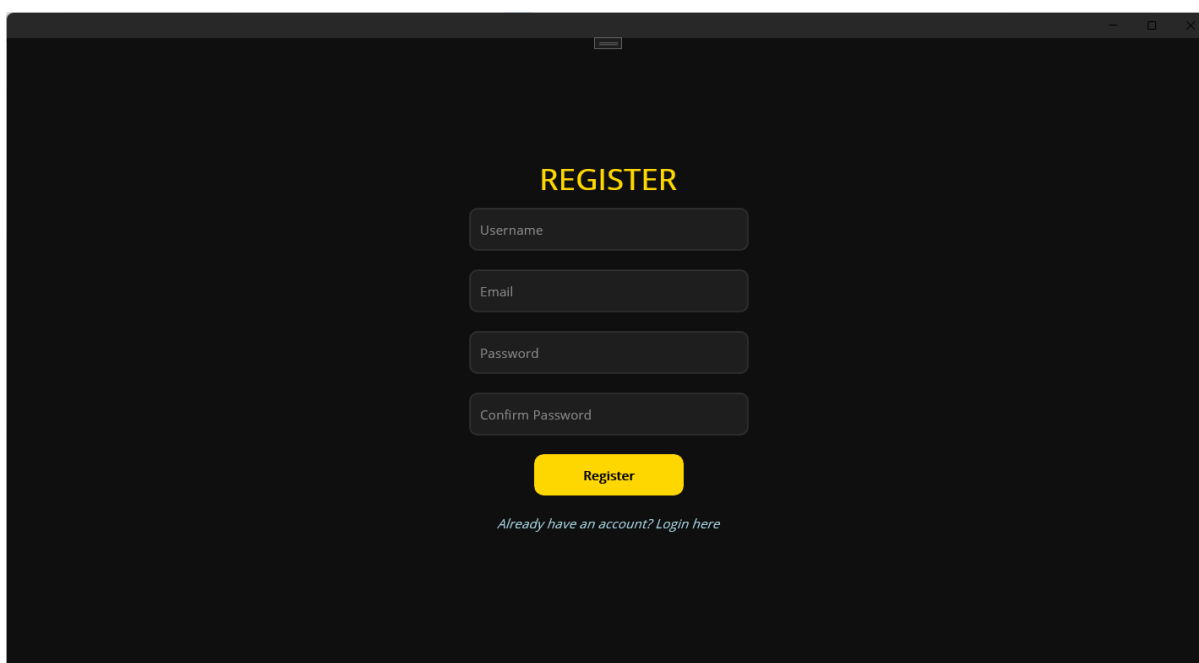 REGISTER
Username
Email
Password
Confirm Password
Register
Already have an account? Login here